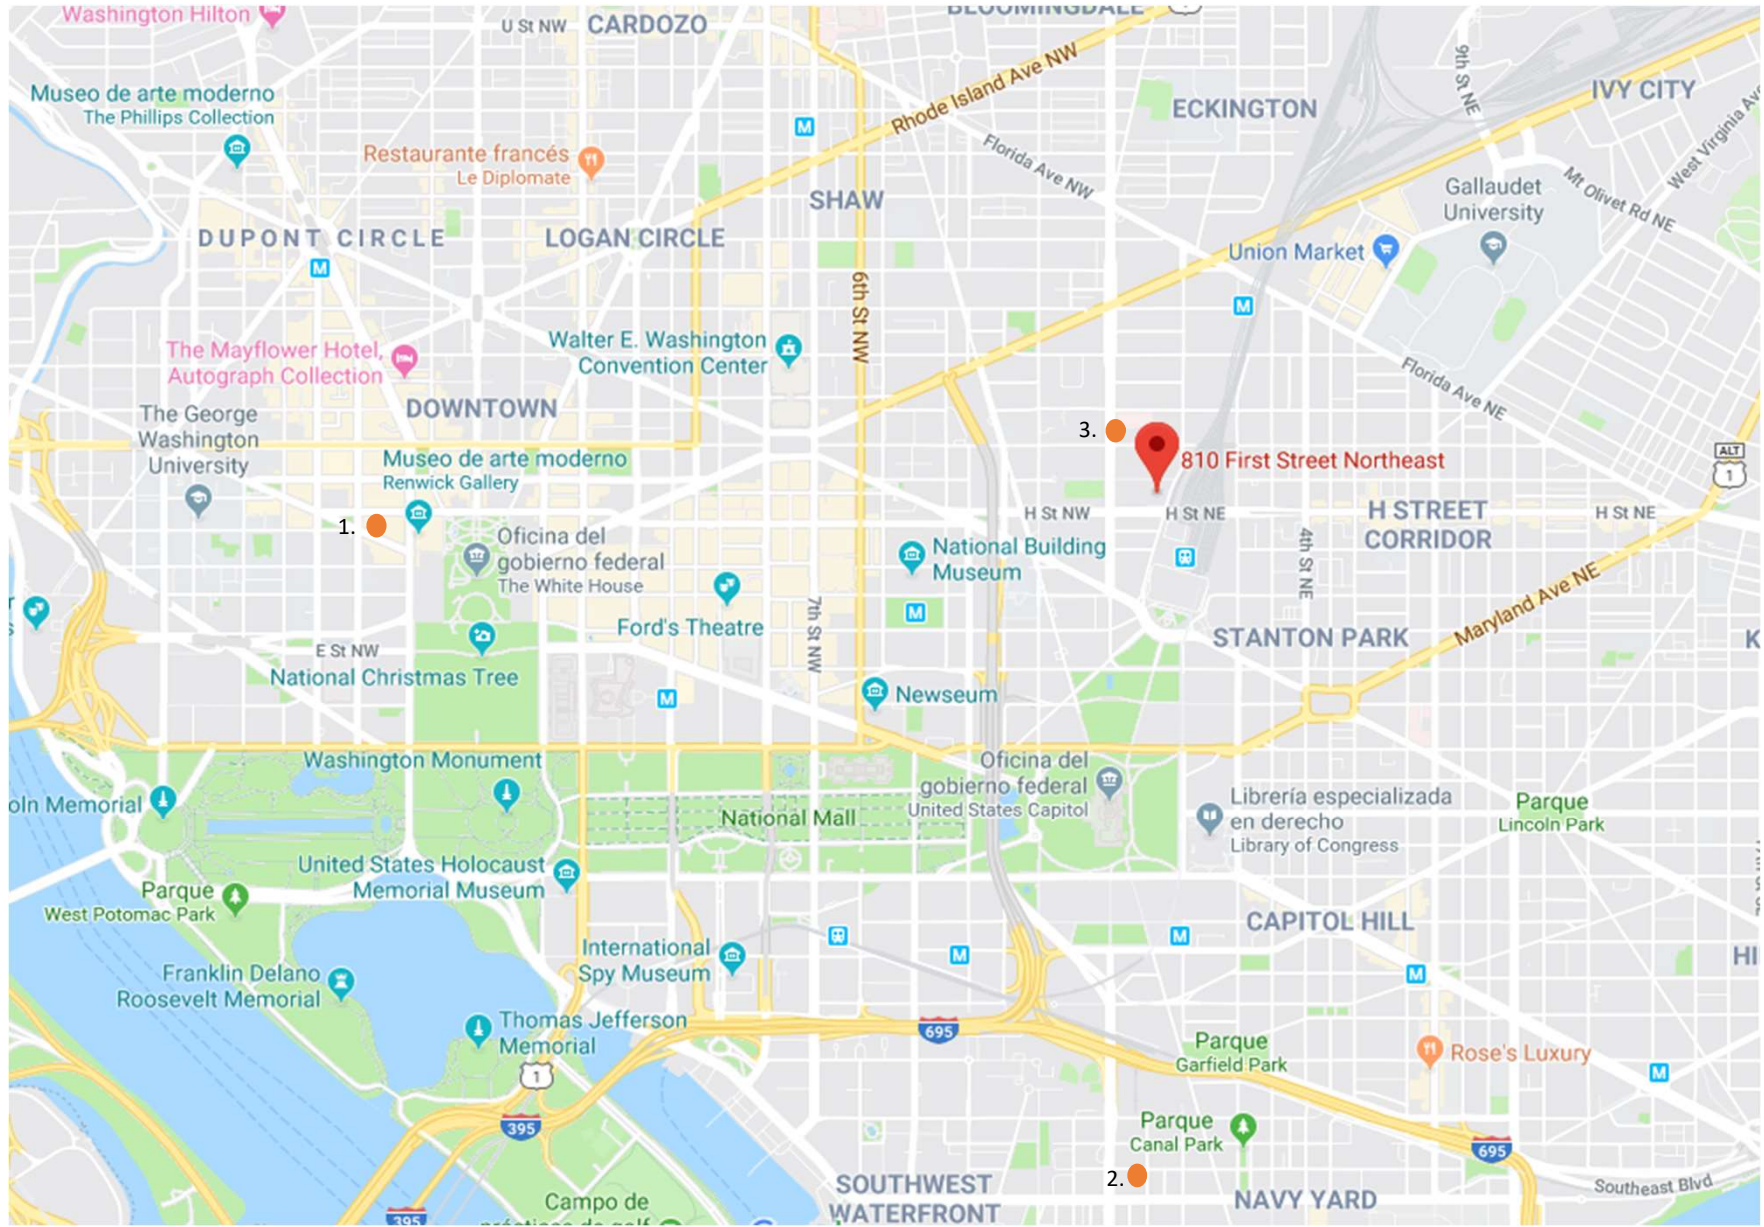 Washington Hilton
U St NW
CARDOZO
BLOOMINGDALE
Rhode Island Ave NW
9th St NE
IVY CITY
Museo de arte moderno
The Phillips Collection
ECKINGTON
West Virginia Av
M
Restaurante francés
Le Diplomate
Florida Ave NW
SHAW
Gallaudet
University
Mt Olivet Rd NE
DUPONT CIRCLE
LOGAN CIRCLE
Union Market
M
6th St NW
M
The Mayflower Hotel,
Autograph Collection
Walter E. Washington
Convention Center
Florida Ave NE
DOWNTOWN
The George
Washington
University
3.
810 First Street Northeast
ALT
1
Museo de arte moderno
Renwick Gallery
1.
H St NW
H St NE
H STREET
CORRIDOR
H St NE
Oficina del
gobierno federal
The White House
National Building
Museum
4th St NE
M
Ford's Theatre
7th St NW
Maryland Ave NE
STANTON PARK
K
E St NW
National Christmas Tree
M
Newseum
Washington Monument
Oficina del
gobierno federal
United States Capitol
oln Memorial
National Mall
Librería especializada
en derecho
Library of Congress
Parque
Lincoln Park
United States Holocaust
Memorial Museum
Parque
West Potomac Park
CAPITOL HILL
International
Spy Museum
M
M
M
HI
Franklin Delano
Roosevelt Memorial
Thomas Jefferson
Memorial
695
Parque
Garfield Park
Rose's Luxury
M
1
395
Parque
Canal Park
695
2.
SOUTHWEST
WATERFRONT
NAVY YARD
Southeast Blvd
Campo de
prácticas de golf
395